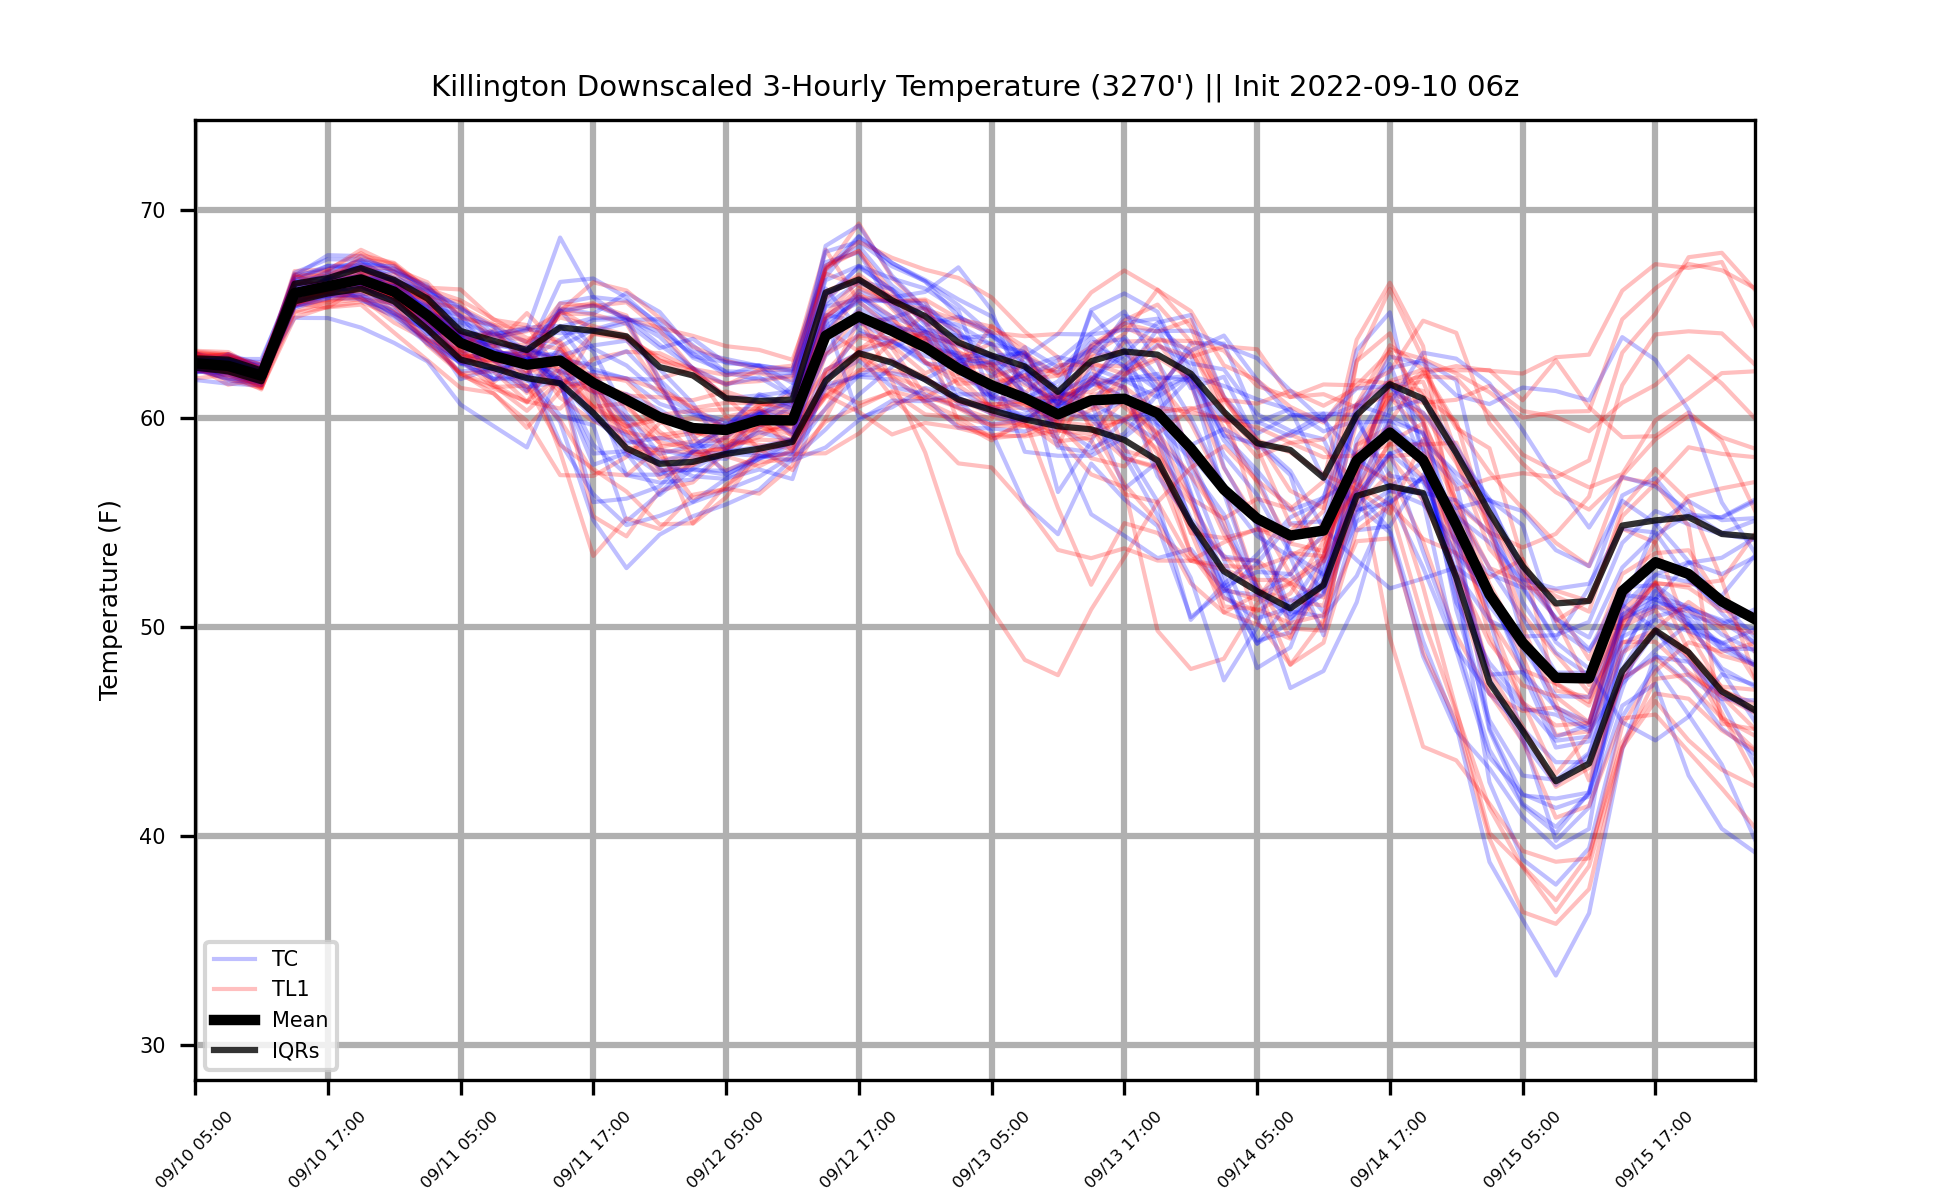 Killington Downscaled 3-Hourly Temperature (3270') || Init 2022-09-10 06z
Temperature (F)
70
60
50
40
30
TC
TL1
Mean
IQRs
09/10 05:00
09/10 17:00
09/11 05:00
09/11 17:00
09/12 05:00
09/12 17:00
09/13 05:00
09/13 17:00
09/14 05:00
09/14 17:00
09/15 05:00
09/15 17:00